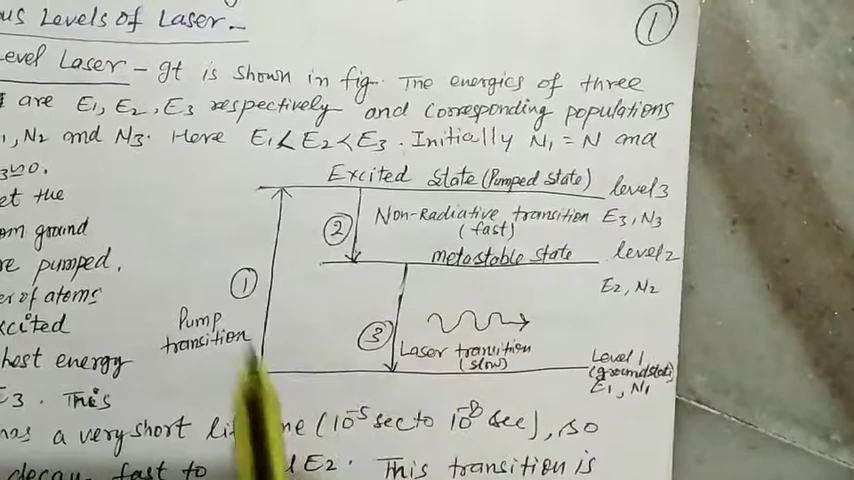 us Levels of Laser.-
1
Level Laser - It is shown in fig. The energies of three
are E1, E2, E3 respectively and corresponding populations
1, N2 and N3. Here E1<E2<E3. Initially N1 = N and
3≃0.
et the
om ground
re pumped.
er of atoms
xcited
hest energy
E3. This
Excited state (Pumped state) level 3
② Non-Radiative transition E3, N3
(fast)
metastable state level 2
E2, N2
①
Pump
transition
③ Laser transition
(slow)
Level 1
(ground state)
E1, N1
has a very short li me (10⁻⁵ sec to 10⁻⁸ sec), so
decay fast to E2. This transition is